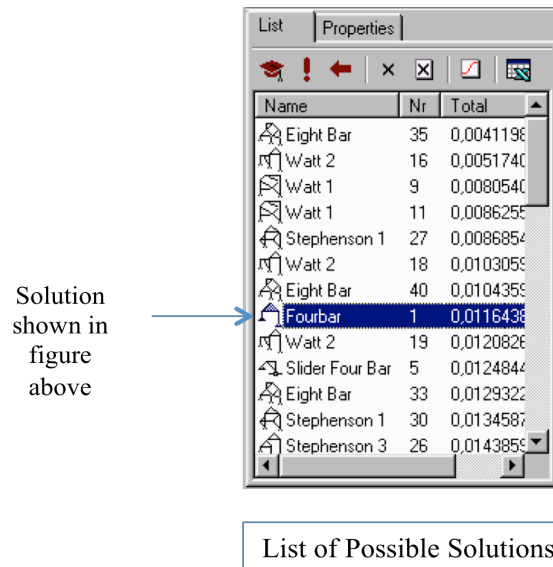 List Properties
Name Nr Total
Eight Bar 35 0,0041198
Watt 2 16 0,0051740
Watt 1 9 0,0080540
Watt 1 11 0,0086255
Stephenson 1 27 0,0086854
Watt 2 18 0,0103059
Eight Bar 40 0,0104359
Fourbar 1 0,0116438
Watt 2 19 0,0120826
Slider Four Bar 5 0,0124844
Eight Bar 33 0,0129322
Stephenson 1 30 0,0134587
Stephenson 3 26 0,0143859
Solution
shown in
figure
above
List of Possible Solutions